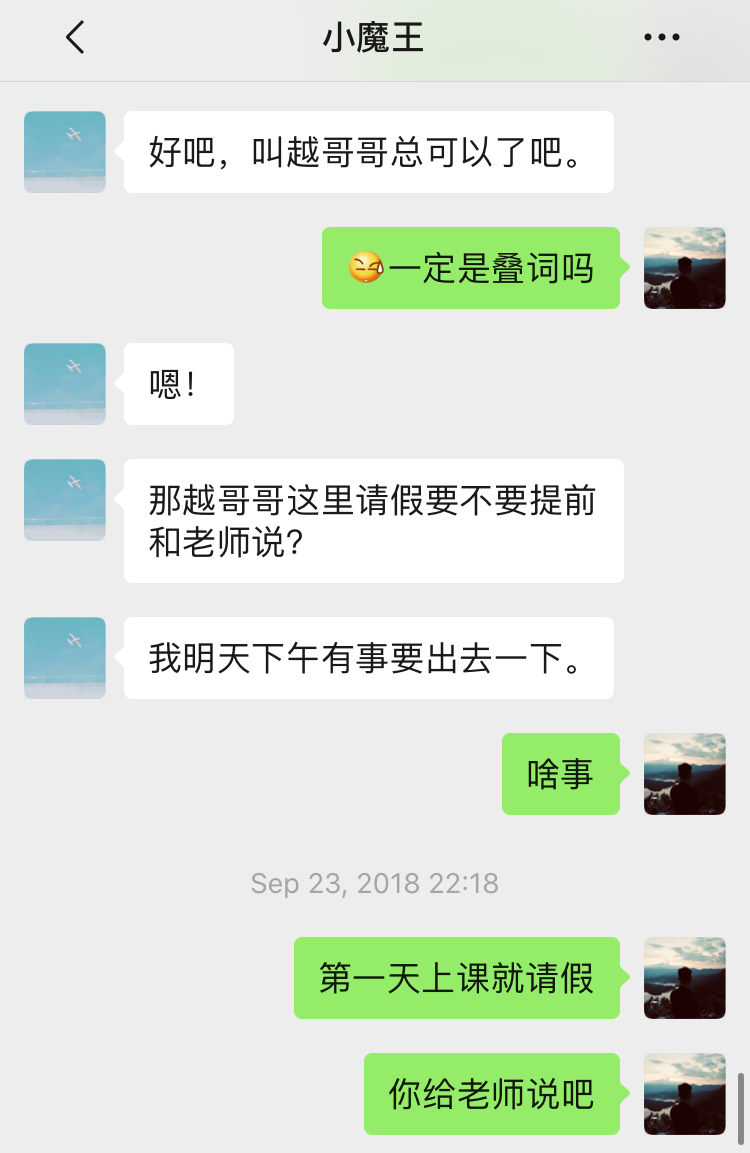 小魔王
好吧，叫越哥哥总可以了吧。
😅一定是叠词吗
嗯！
那越哥哥这里请假要不要提前
和老师说？
我明天下午有事要出去一下。
啥事
Sep 23, 2018 22:18
第一天上课就请假
你给老师说吧